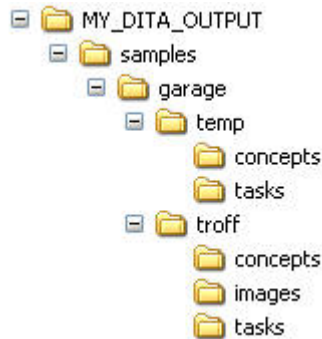 MY_DITA_OUTPUT
samples
garage
temp
concepts
tasks
troff
concepts
images
tasks